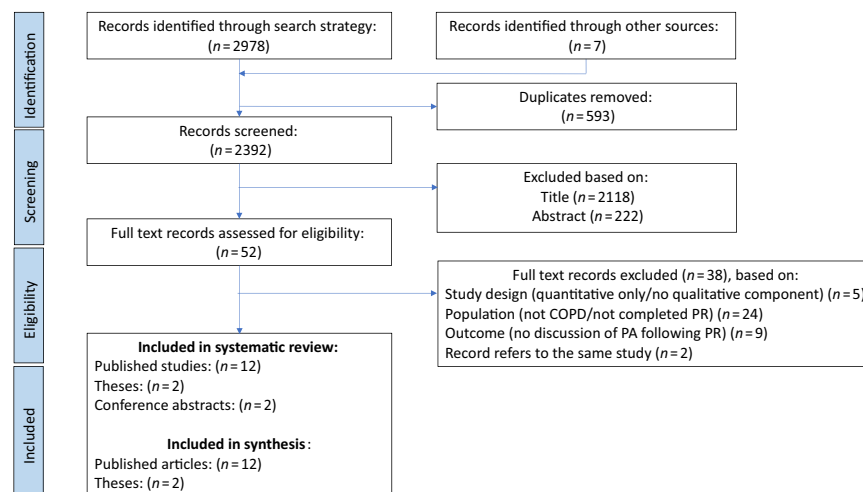 Identification
Records identified through search strategy:
(n = 2978)
Records identified through other sources:
(n = 7)
Duplicates removed:
(n = 593)
Records screened:
(n = 2392)
Screening
Excluded based on:
Title (n = 2118)
Abstract (n = 222)
Full text records assessed for eligibility:
(n = 52)
Eligibility
Full text records excluded (n = 38), based on:
Study design (quantitative only/no qualitative component) (n = 5)
Population (not COPD/not completed PR) (n = 24)
Outcome (no discussion of PA following PR) (n = 9)
Record refers to the same study (n = 2)
Included
Included in systematic review:
Published studies: (n = 12)
Theses: (n = 2)
Conference abstracts: (n = 2)
Included in synthesis:
Published articles: (n = 12)
Theses: (n = 2)